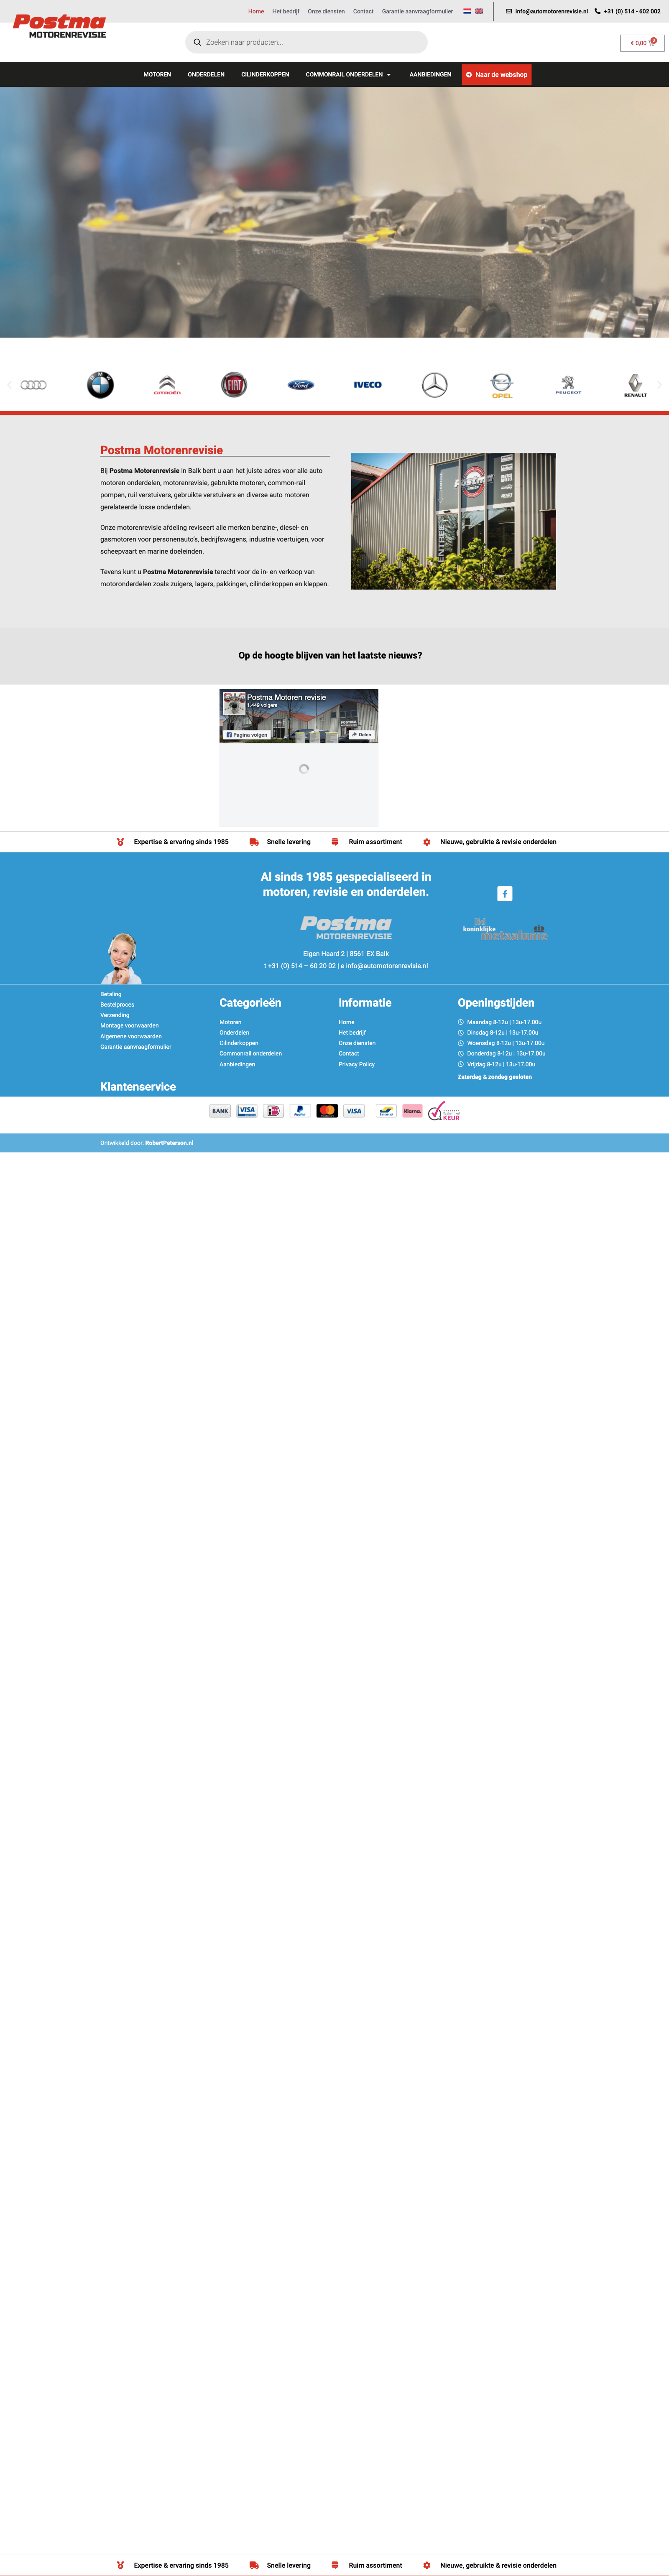 Home Het bedrijf Onze diensten Contact Garantie aanvraagformulier info@automotorenrevisie.nl +31 (0) 514 - 602 002
Postma
MOTORENREVISIE
Zoeken naar producten...
€ 0,00 0
MOTOREN ONDERDELEN CILINDERKOPPEN COMMONRAIL ONDERDELEN AANBIEDINGEN Naar de webshop
BMW CITROËN FIAT Ford IVECO OPEL PEUGEOT RENAULT
Postma Motorenrevisie
Bij Postma Motorenrevisie in Balk bent u aan het juiste adres voor alle auto
motoren onderdelen, motorenrevisie, gebruikte motoren, common-rail
pompen, ruil verstuivers, gebruikte verstuivers en diverse auto motoren
gerelateerde losse onderdelen.
Onze motorenrevisie afdeling reviseert alle merken benzine-, diesel- en
gasmotoren voor personenauto's, bedrijfswagens, industrie voertuigen, voor
scheepvaart en marine doeleinden.
Tevens kunt u Postma Motorenrevisie terecht voor de in- en verkoop van
motoronderdelen zoals zuigers, lagers, pakkingen, cilinderkoppen en kleppen.
Postma
ENTREE
Op de hoogte blijven van het laatste nieuws?
Postma Motoren revisie
1.449 volgers
Pagina volgen Delen
Expertise & ervaring sinds 1985 Snelle levering Ruim assortiment Nieuwe, gebruikte & revisie onderdelen
Al sinds 1985 gespecialiseerd in
motoren, revisie en onderdelen.
Postma
MOTORENREVISIE
lid
koninklijke
metaalunie
Eigen Haard 2 | 8561 EX Balk
t +31 (0) 514 – 60 20 02 | e info@automotorenrevisie.nl
Betaling
Bestelproces
Verzending
Montage voorwaarden
Algemene voorwaarden
Garantie aanvraagformulier
Klantenservice
Categorieën
Motoren
Onderdelen
Cilinderkoppen
Commonrail onderdelen
Aanbiedingen
Informatie
Home
Het bedrijf
Onze diensten
Contact
Privacy Policy
Openingstijden
Maandag 8-12u | 13u-17.00u
Dinsdag 8-12u | 13u-17.00u
Woensdag 8-12u | 13u-17.00u
Donderdag 8-12u | 13u-17.00u
Vrijdag 8-12u | 13u-17.00u
Zaterdag & zondag gesloten
BANK VISA iDEAL PayPal mastercard VISA Bancontact Klarna. KEUR
Ontwikkeld door: RobertPeterson.nl
Expertise & ervaring sinds 1985 Snelle levering Ruim assortiment Nieuwe, gebruikte & revisie onderdelen